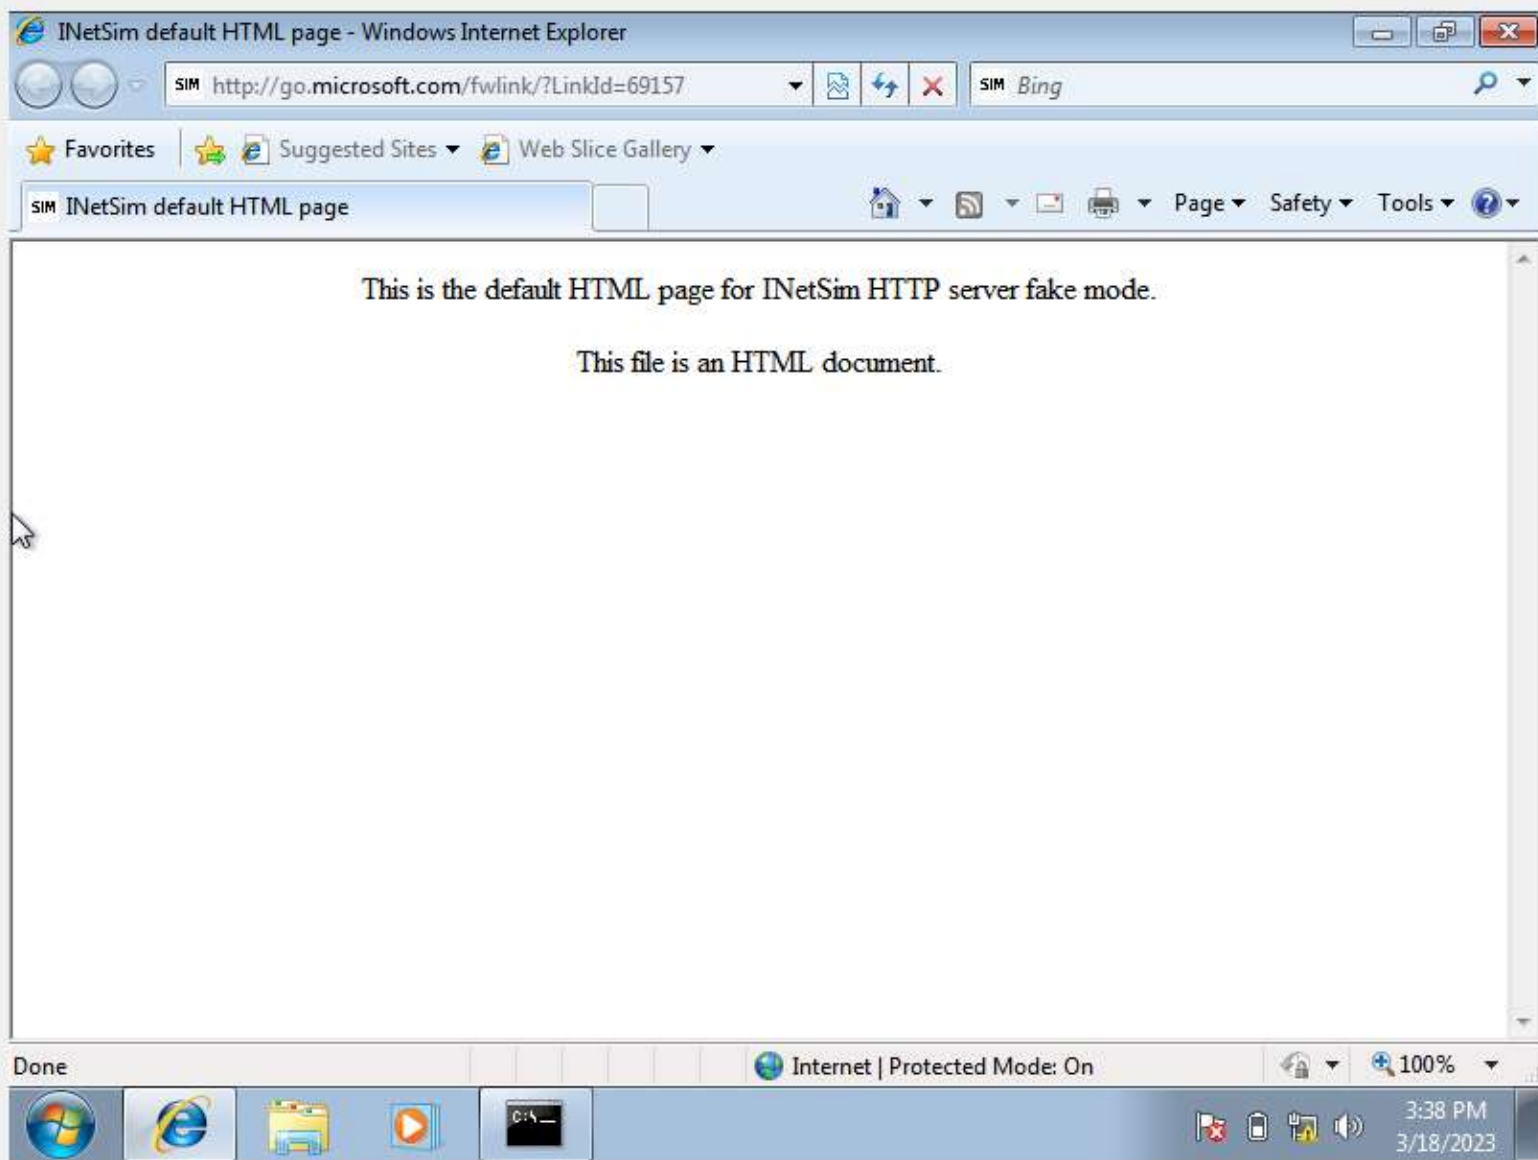 INetSim default HTML page - Windows Internet Explorer
SIM http://go.microsoft.com/fwlink/?LinkId=69157 SIM Bing
Favorites Suggested Sites Web Slice Gallery
SIM INetSim default HTML page Page Safety Tools
This is the default HTML page for INetSim HTTP server fake mode.
This file is an HTML document.
Done Internet | Protected Mode: On 100%
C:\_ 3:38 PM
3/18/2023